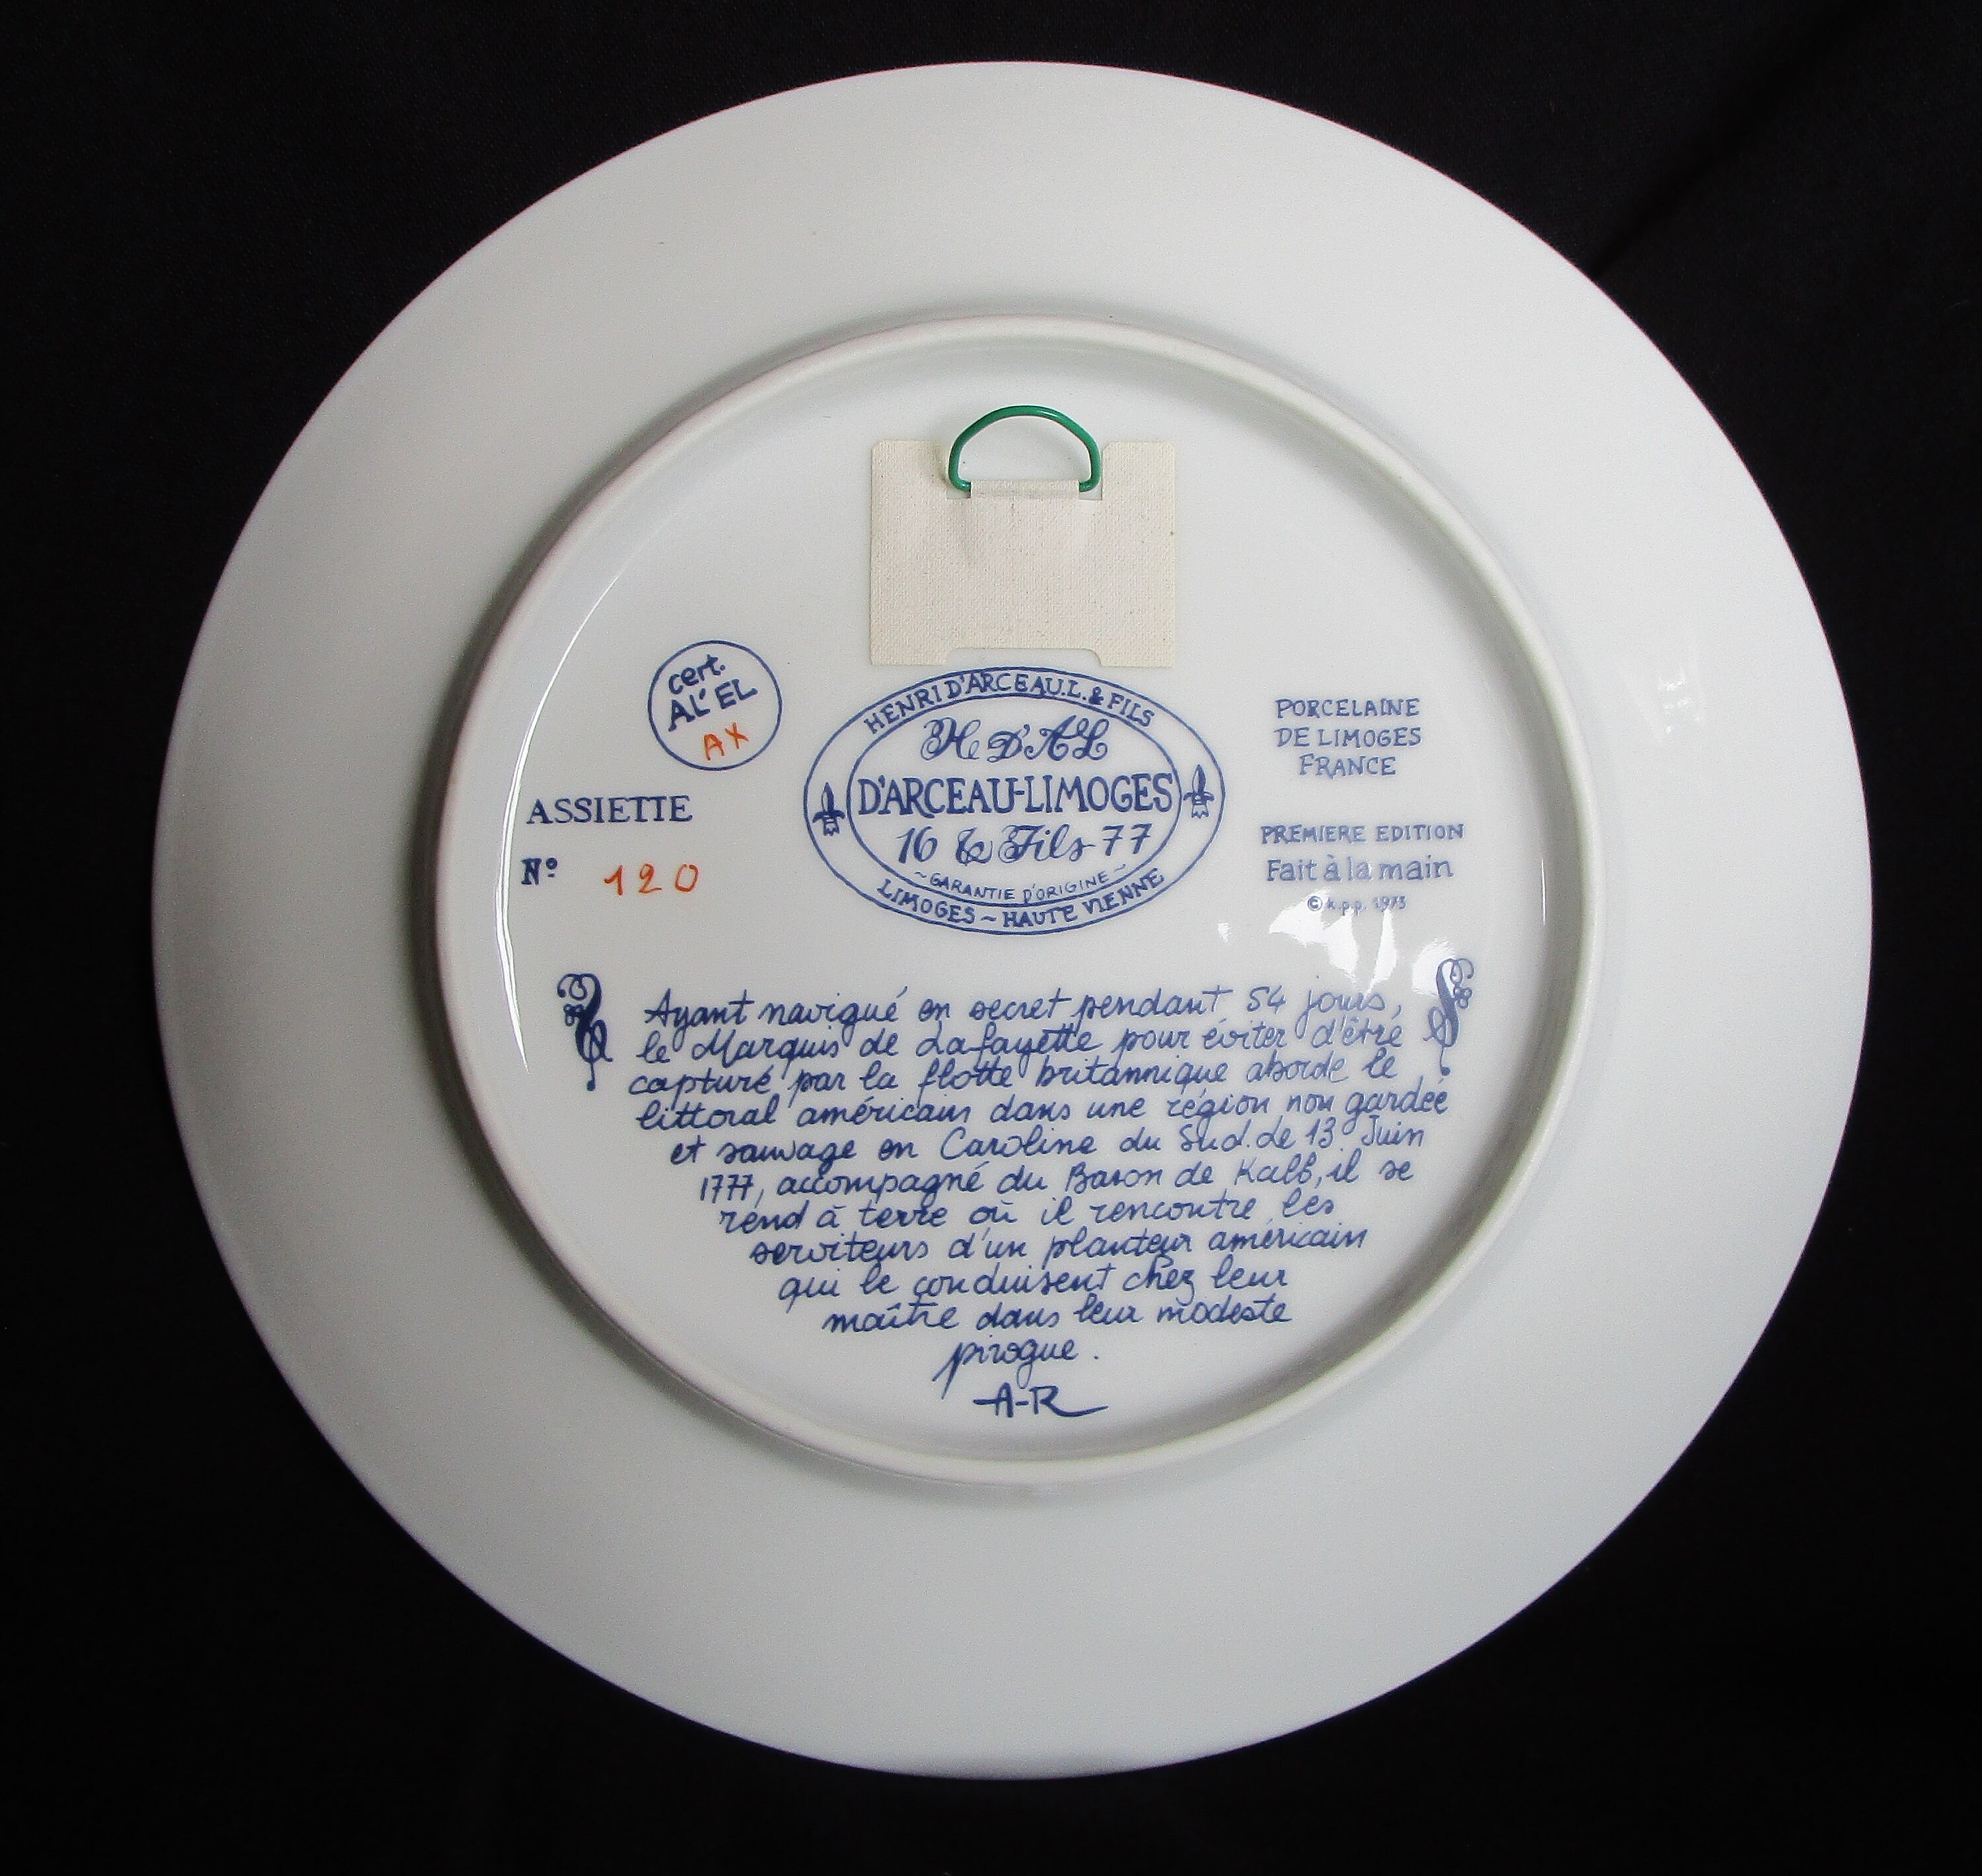 cert.
AL' EL
AX
ASSIETTE
Nº 120
HENRI D'ARCEAU.L. & FILS
H. D'AL
D'ARCEAU-LIMOGES
16 & Fils 77
~ GARANTIE D'ORIGINE ~
LIMOGES ~ HAUTE VIENNE
PORCELAINE
DE LIMOGES
FRANCE
PREMIERE EDITION
Fait à la main
© k.p.p. 1973
Ayant navigué en secret pendant 54 jours,
le Marquis de Lafayette pour éviter d'être
capturé par la flotte britannique aborde le
littoral américain dans une région non gardée
et sauvage en Caroline du Sud. Le 13 Juin
1777, accompagné du Baron de Kalb, il se
rend à terre où il rencontre les
serviteurs d'un planteur américain
qui le conduisent chez leur
maître dans leur modeste
pirogue.
A-R